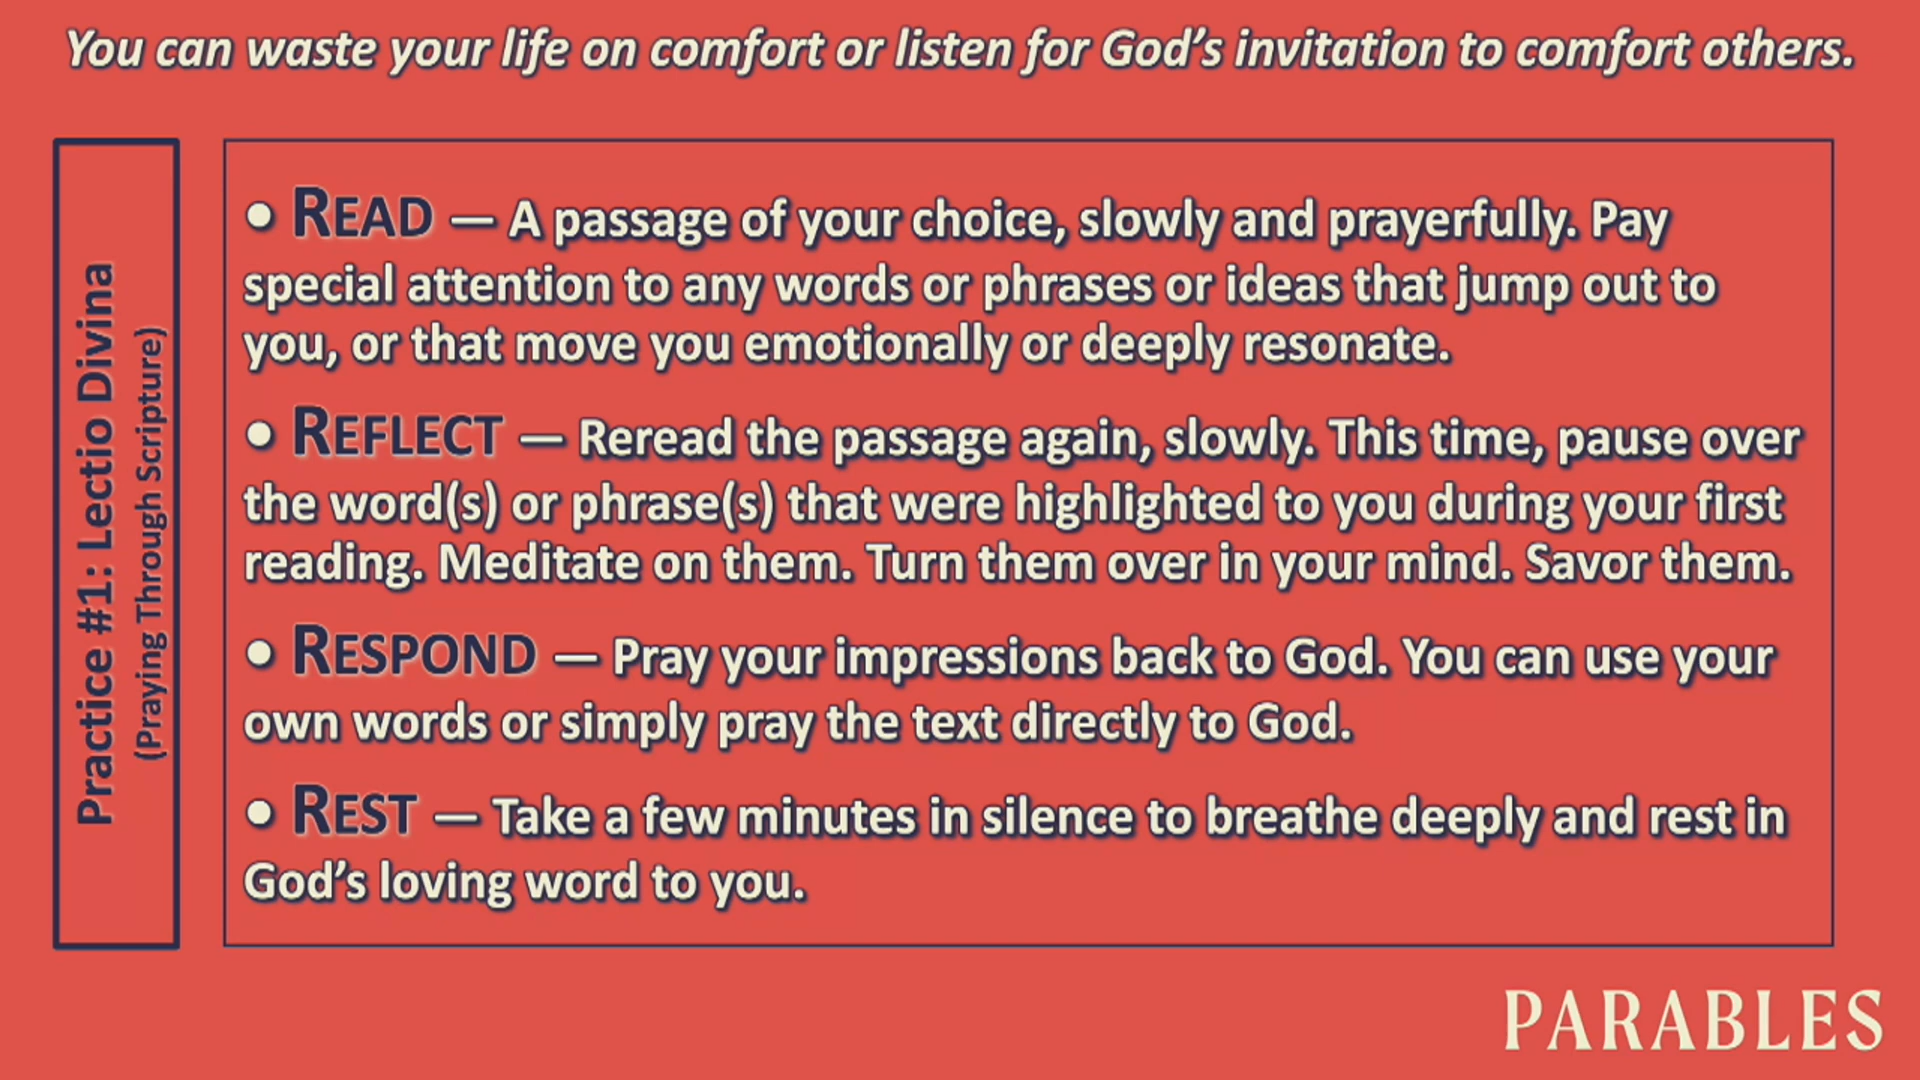 You can waste your life on comfort or listen for God’s invitation to comfort others.
Practice #1: Lectio Divina
(Praying Through Scripture)
• READ — A passage of your choice, slowly and prayerfully. Pay
special attention to any words or phrases or ideas that jump out to
you, or that move you emotionally or deeply resonate.
• REFLECT — Reread the passage again, slowly. This time, pause over
the word(s) or phrase(s) that were highlighted to you during your first
reading. Meditate on them. Turn them over in your mind. Savor them.
• RESPOND — Pray your impressions back to God. You can use your
own words or simply pray the text directly to God.
• REST — Take a few minutes in silence to breathe deeply and rest in
God’s loving word to you.
PARABLES